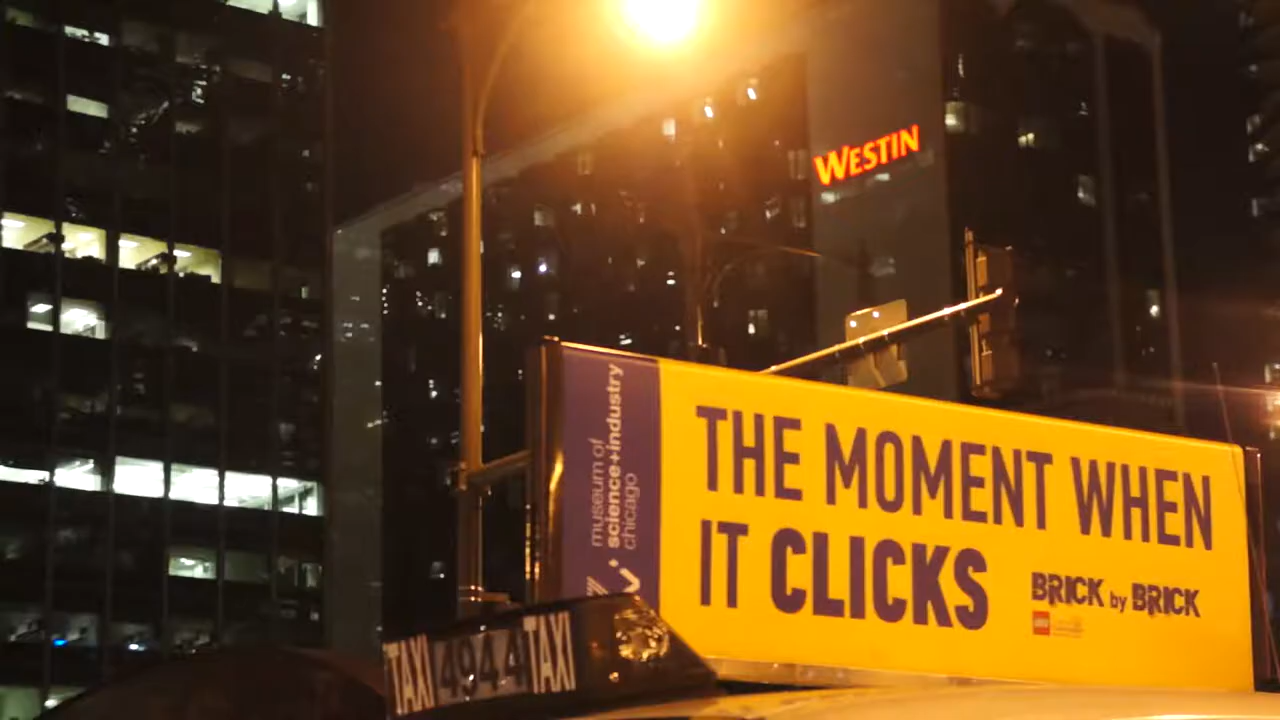 WESTIN
museum of
science+industry
chicago
THE MOMENT WHEN
IT CLICKS
BRICK by BRICK
TAXI 4944 TAXI